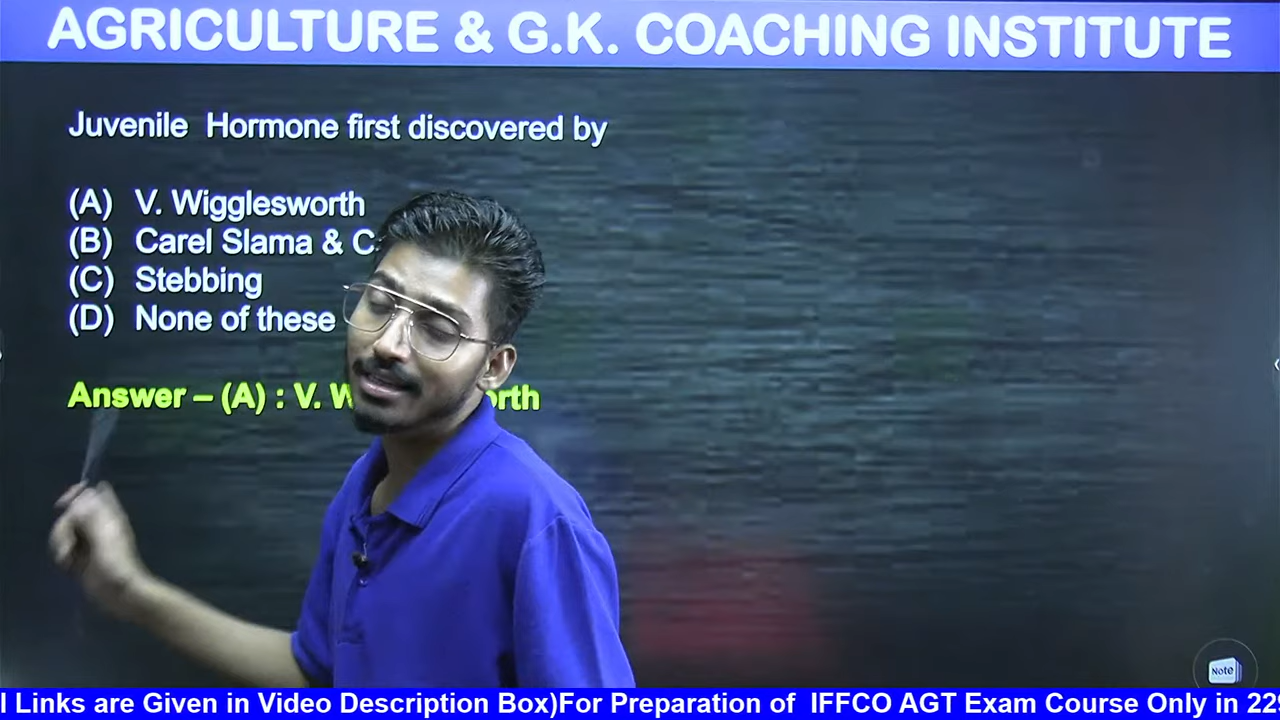 AGRICULTURE & G.K. COACHING INSTITUTE
Juvenile Hormone first discovered by
(A) V. Wigglesworth
(B) Carel Slama &
(C) Stebbing
(D) None of these
Answer – (A) : V.
Note
Links are Given in Video Description Box)For Preparation of IFFCO AGT Exam Course Only in